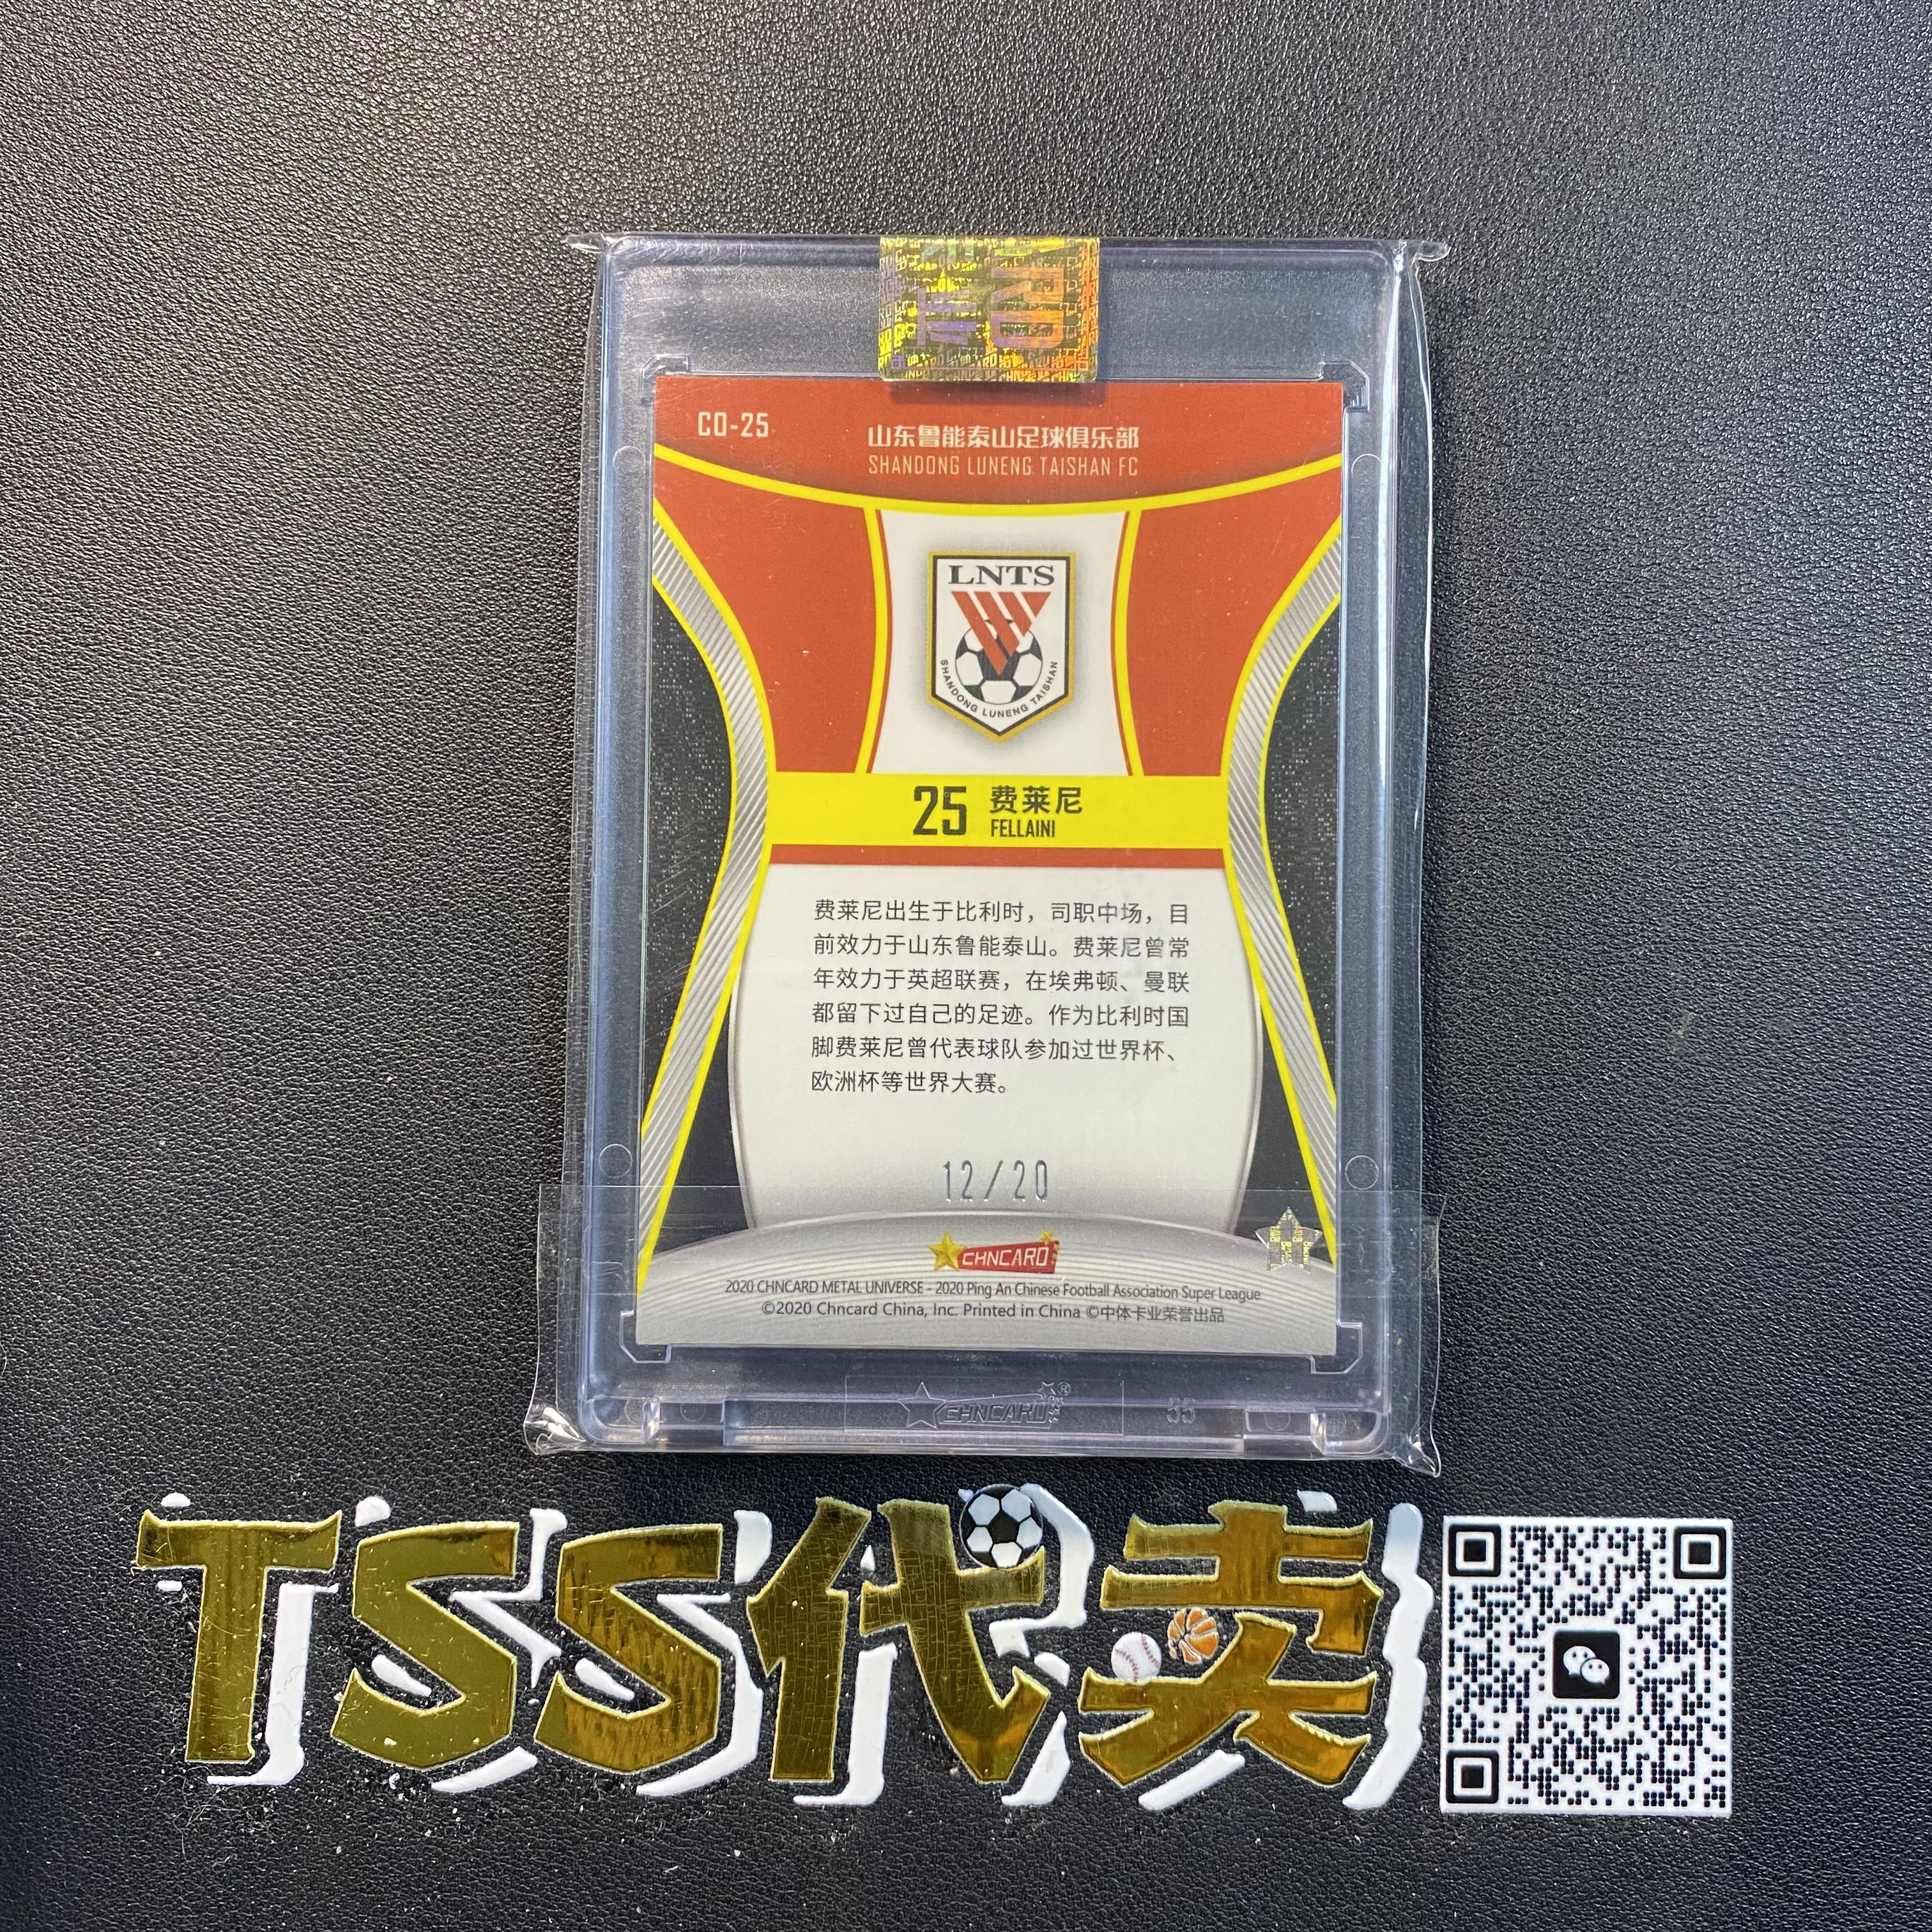 CO-25
山东鲁能泰山足球俱乐部
SHANDONG LUNENG TAISHAN FC
LNTS
SHANDONG LUNENG TAISHAN
25 费莱尼
FELLAINI
费莱尼出生于比利时，司职中场，目
前效力于山东鲁能泰山。费莱尼曾常
年效力于英超联赛，在埃弗顿、曼联
都留下过自己的足迹。作为比利时国
脚费莱尼曾代表球队参加过世界杯、
欧洲杯等世界大赛。
12/20
CHNCARD
2020 CHNCARD METAL UNIVERSE - 2020 Ping An Chinese Football Association Super League
©2020 Chncard China, Inc. Printed in China ©中体卡业荣誉出品
CHNCARD ®
55
TSS代卖